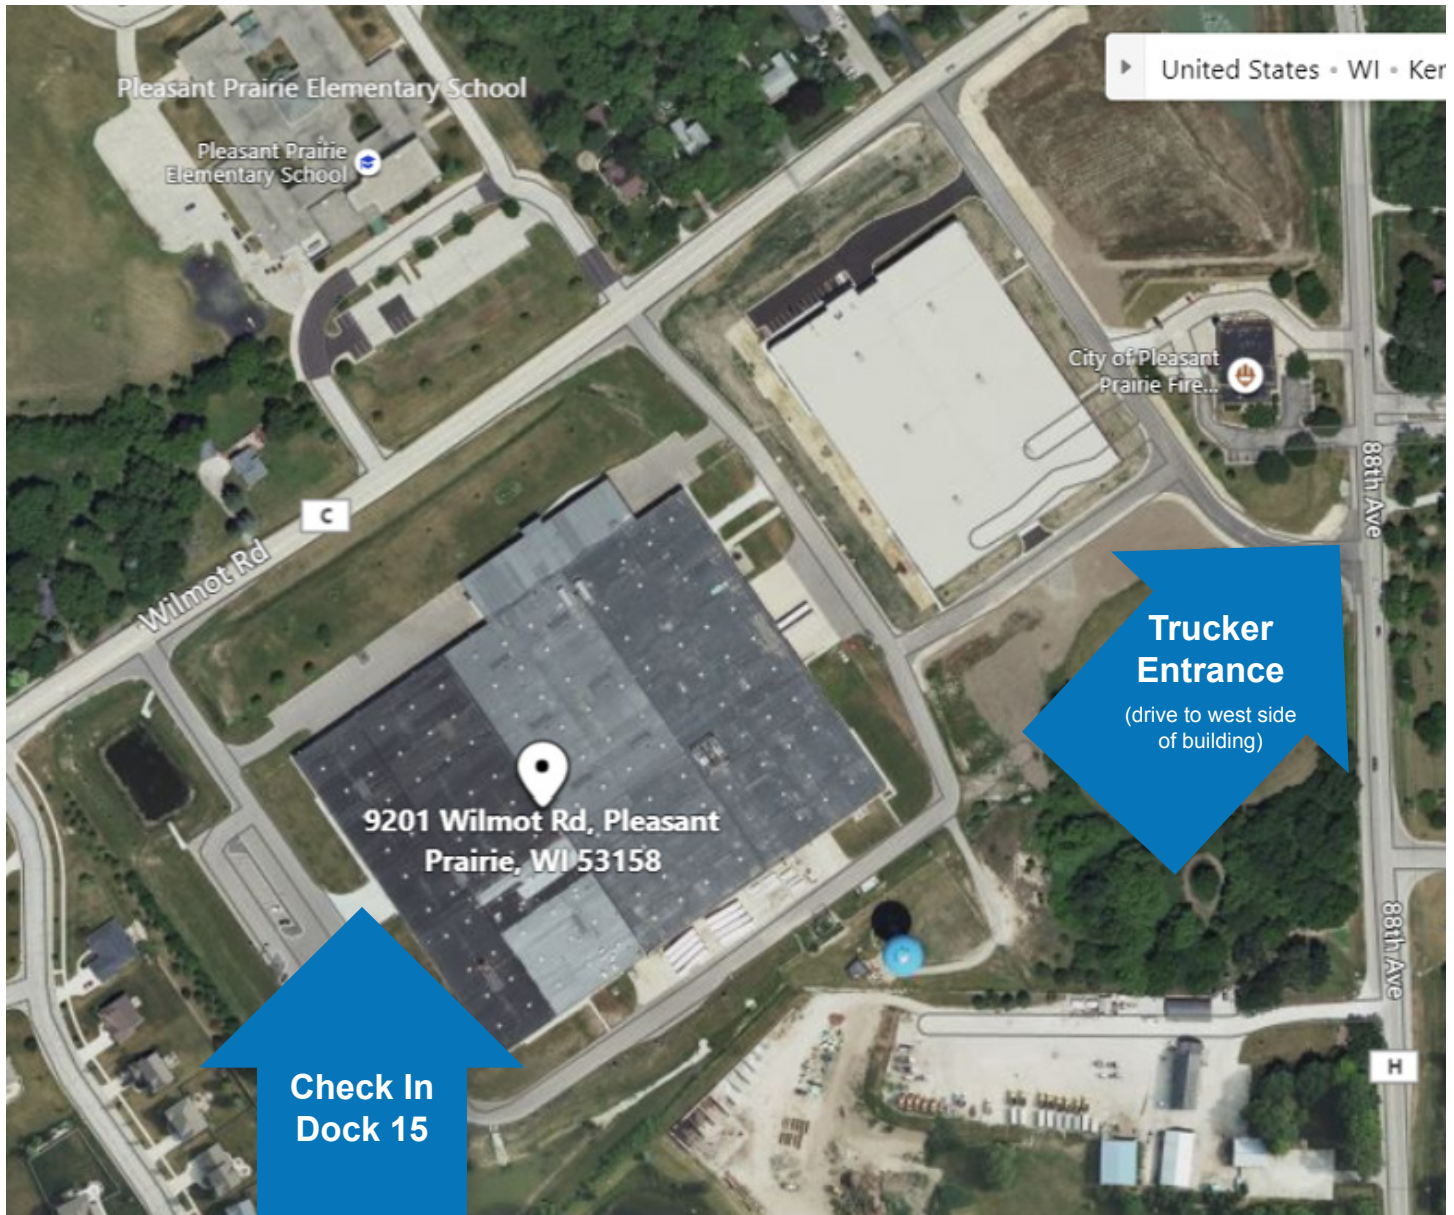 Pleasant Prairie Elementary School
United States • WI • Ker
Pleasant Prairie
Elementary School
City of Pleasant
Prairie Fire...
88th Ave
C
Wilmot Rd
Trucker
Entrance
(drive to west side
of building)
9201 Wilmot Rd, Pleasant
Prairie, WI 53158
88th Ave
H
Check In
Dock 15